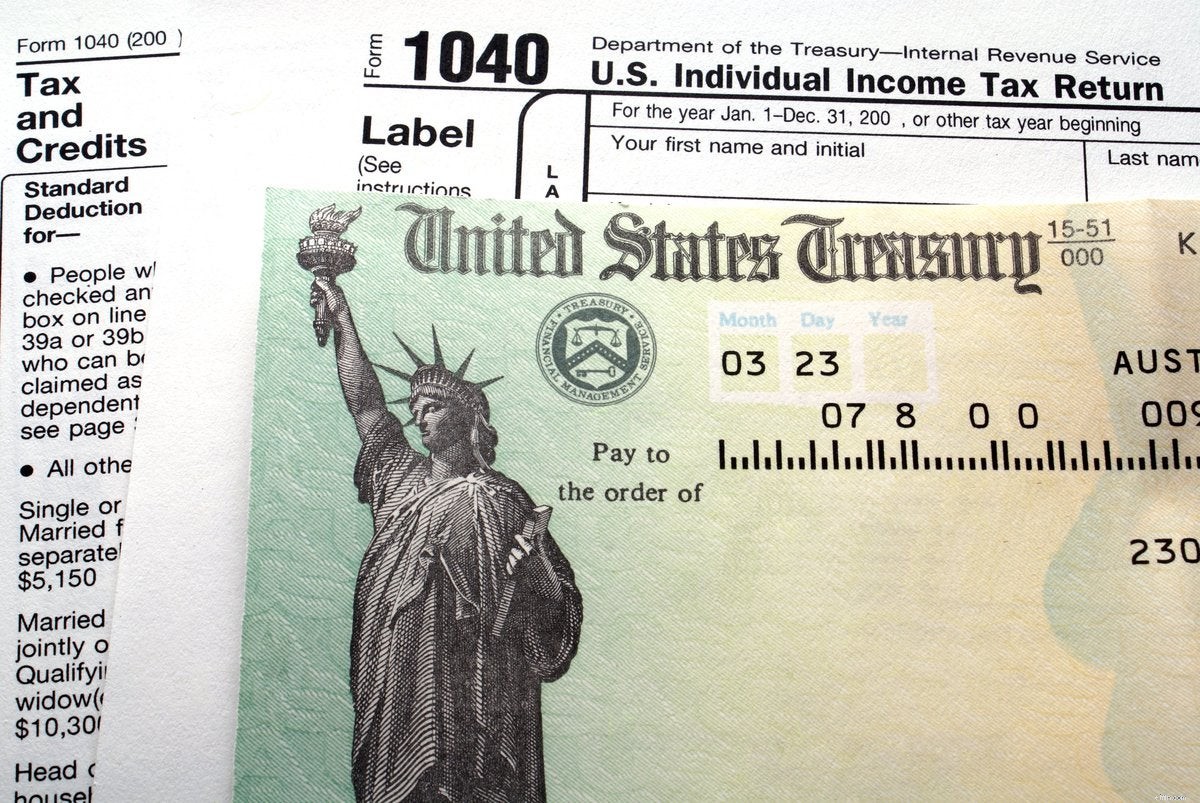 Form 1040 (200 )
Tax
and
Credits
Standard
Deduction
for—
● People w
checked an
box on line
39a or 39b
who can b
claimed as
dependent
see page
● All othe
Single or
Married f
separatel
$5,150
Married
jointly o
Qualifyi
widow(
$10,30
Head
househ
Form 1040
Department of the Treasury—Internal Revenue Service
U.S. Individual Income Tax Return
For the year Jan. 1–Dec. 31, 200 , or other tax year beginning
Label
(See
instructions
L
A
Your first name and initial
Last nam
United States Treasury
15-51
000
K
TREASURY
FINANCIAL MANAGEMENT SERVICE
Month Day Year
03 23
AUST
07 8 0 0 009
Pay to
the order of
230